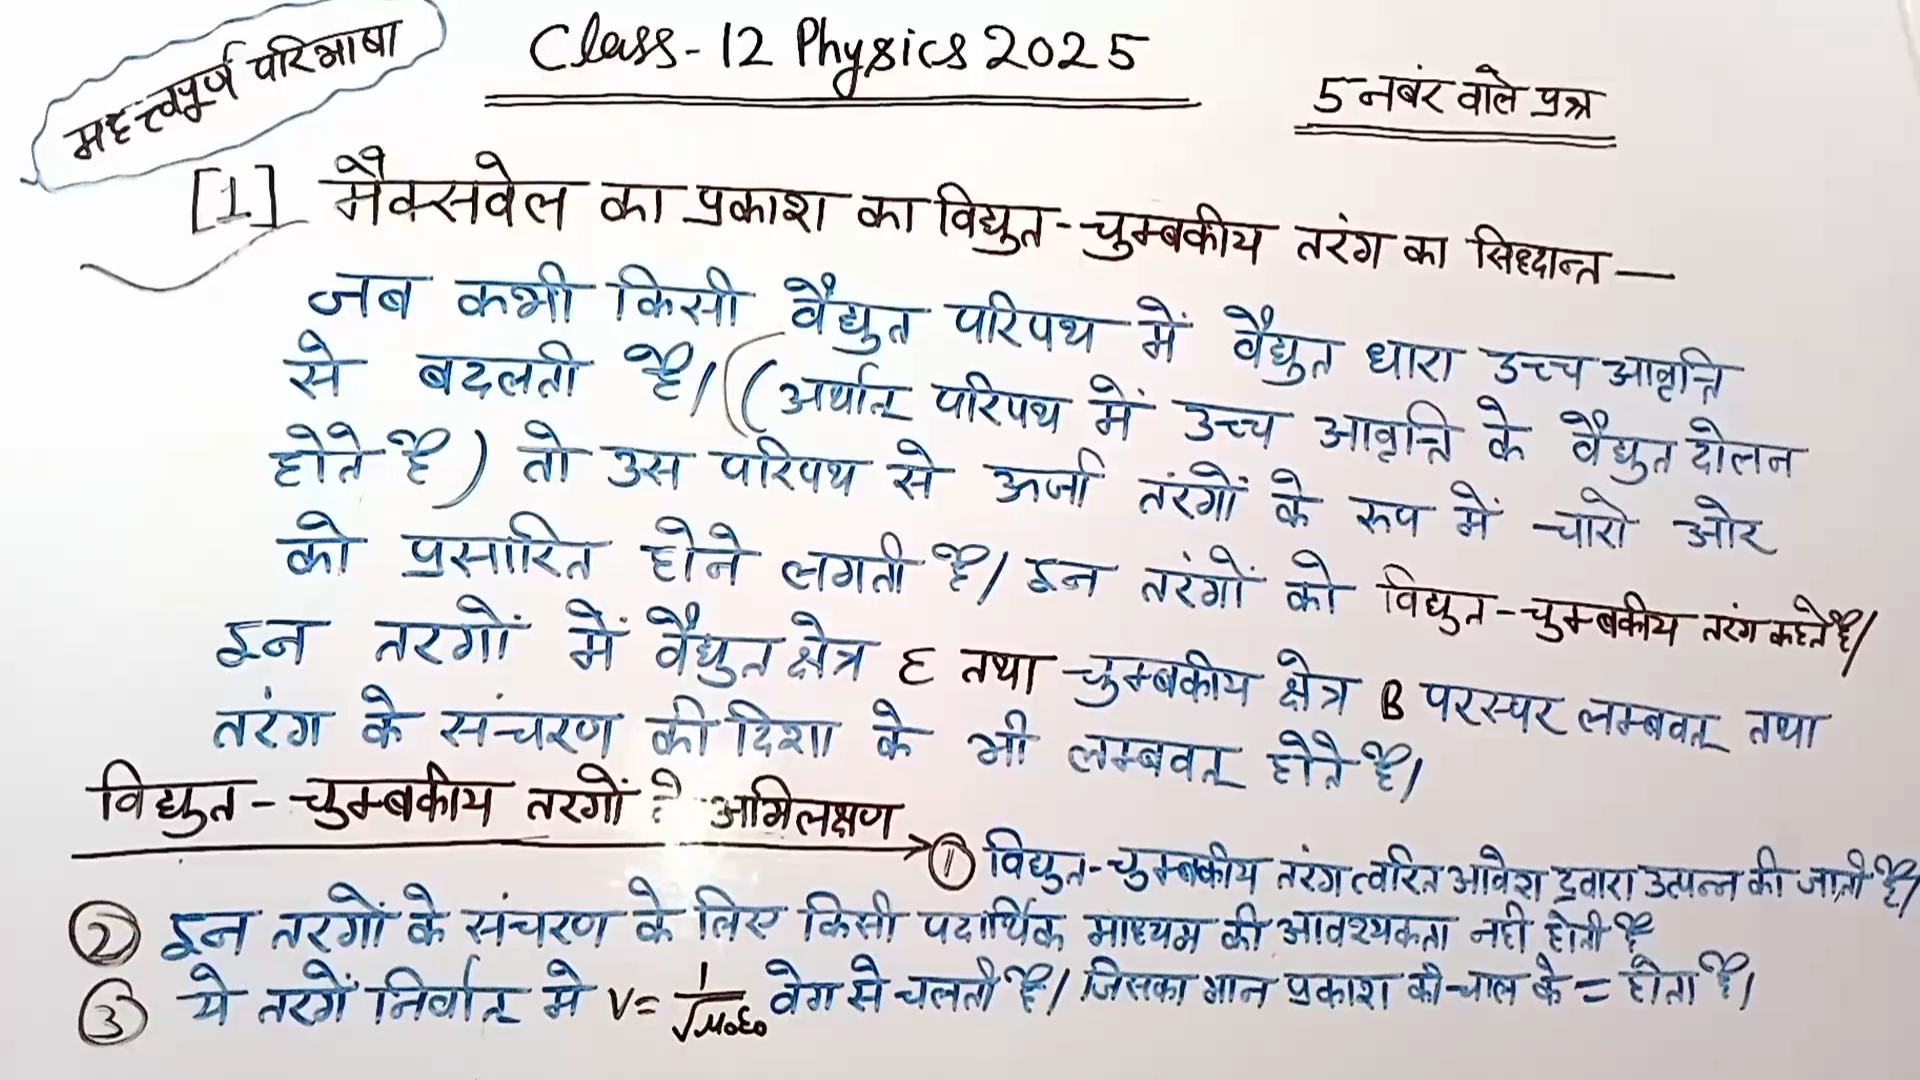 महत्त्वपूर्ण परिभाषा
Class-12 Physics 2025
5 नबंर वाले प्रश्न
[1] मैक्सवेल का प्रकाश का विद्युत-चुम्बकीय तरंग का सिध्दान्त —
जब कभी किसी वैद्युत परिपथ में वैद्युत धारा उच्च आवृत्ति
से बदलती है। (अर्थात् परिपथ में उच्च आवृत्ति के वैद्युत दोलन
होते है) तो उस परिपथ से ऊर्जा तंरगों के रूप में चारो ओर
को प्रसारित होने लगती है। इन तरंगों को विद्युत-चुम्बकीय तरंग कहते है।
इन तरगों में वैद्युत क्षेत्र E तथा चुम्बकीय क्षेत्र B परस्पर लम्बवत् तथा
तरंग के संचरण की दिशा के भी लम्बवत् होते है।
विद्युत-चुम्बकीय तरगों के अभिलक्षण
① विद्युत-चुम्बकीय तंरग त्वरित आवेश द्वारा उत्पन्न की जाती है।
② इन तरगों के संचरण के लिए किसी पदार्थिक माध्यम की आवश्यकता नही होती है
③ ये तरगें निर्वात् मे V= 1/√μ₀ε₀ वेग से चलती है। जिसका मान प्रकाश की चाल के = होता है।